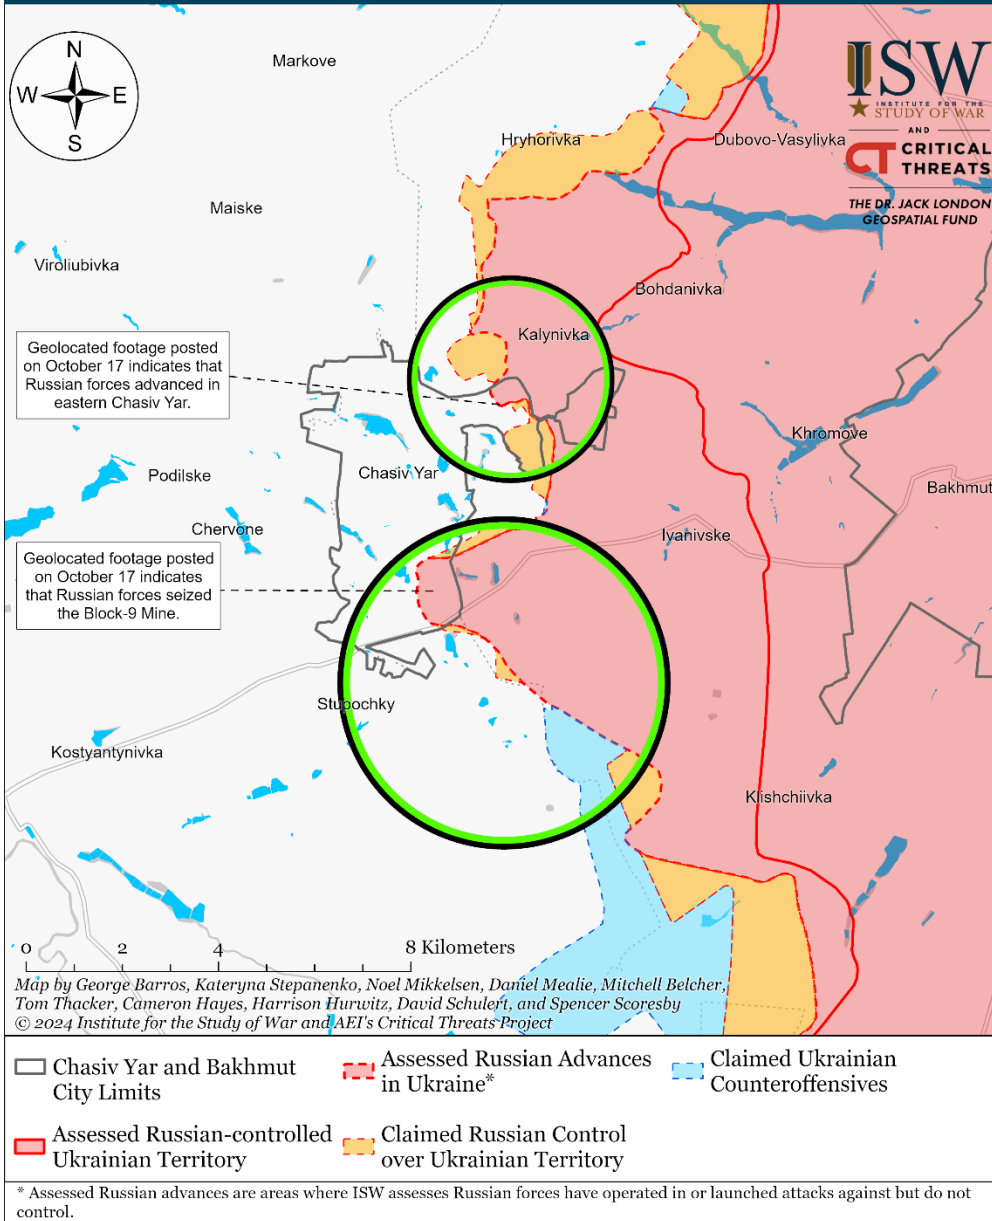 N
W
E
S
ISW
INSTITUTE FOR THE
STUDY OF WAR
AND
CT CRITICAL
THREATS
THE DR. JACK LONDON
GEOSPATIAL FUND
Markove
Hryhorivka
Dubovo-Vasylivka
Maiske
Viroliubivka
Bohdanivka
Kalynivka
Geolocated footage posted
on October 17 indicates that
Russian forces advanced in
eastern Chasiv Yar.
Khromove
Podilske
Chasiv Yar
Bakhmut
Chervone
Ivanivske
Geolocated footage posted
on October 17 indicates
that Russian forces seized
the Block-9 Mine.
Stupochky
Kostyantynivka
Klishchiivka
0 2 4 8 Kilometers
Map by George Barros, Kateryna Stepanenko, Noel Mikkelsen, Daniel Mealie, Mitchell Belcher,
Tom Thacker, Cameron Hayes, Harrison Hurwitz, David Schulert, and Spencer Scoresby
© 2024 Institute for the Study of War and AEI's Critical Threats Project
Chasiv Yar and Bakhmut
City Limits
Assessed Russian Advances
in Ukraine*
Claimed Ukrainian
Counteroffensives
Assessed Russian-controlled
Ukrainian Territory
Claimed Russian Control
over Ukrainian Territory
* Assessed Russian advances are areas where ISW assesses Russian forces have operated in or launched attacks against but do not
control.